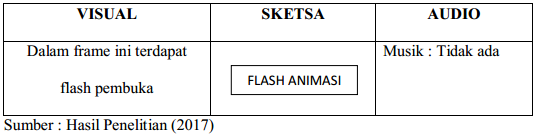 VISUAL SKETSA AUDIO
Dalam frame ini terdapat
flash pembuka
FLASH ANIMASI
Musik : Tidak ada
Sumber : Hasil Penelitian (2017)